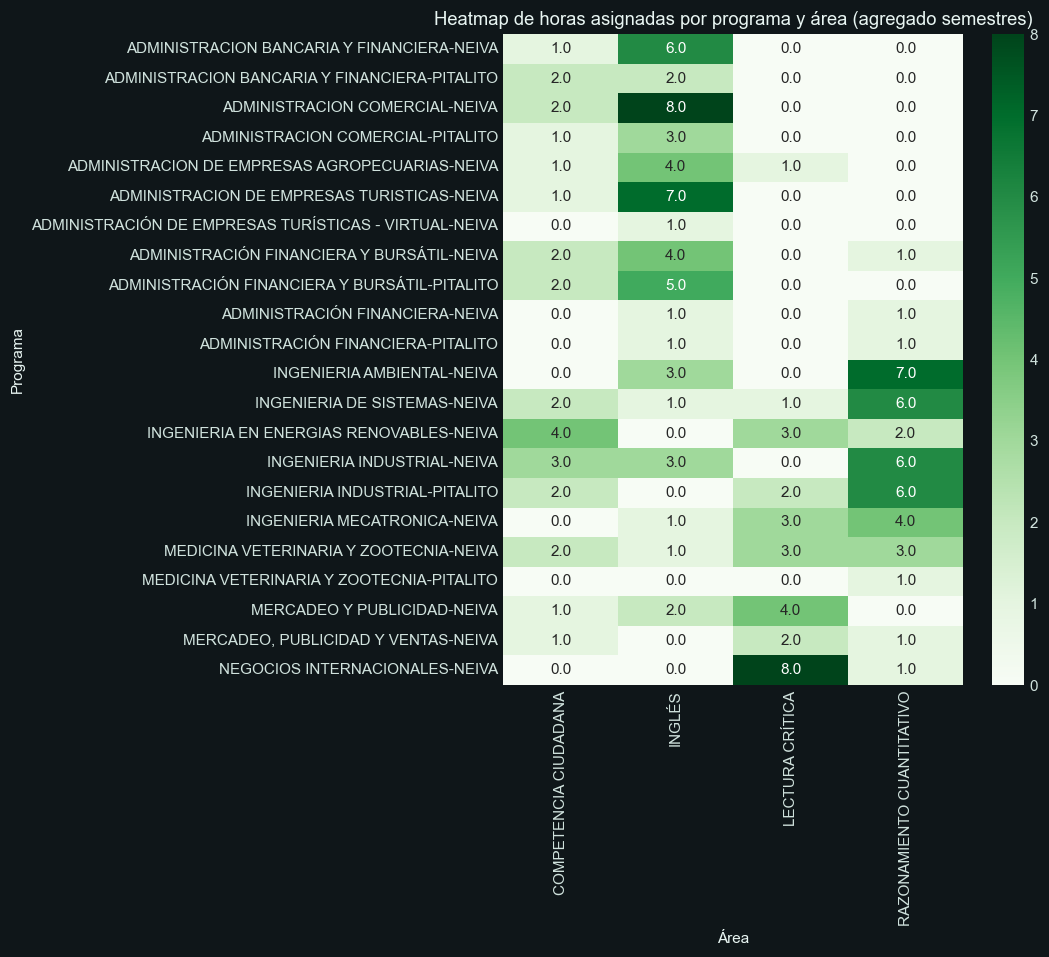 Heatmap de horas asignadas por programa y área (agregado semestres)
Programa
ADMINISTRACION BANCARIA Y FINANCIERA-NEIVA 1.0 6.0 0.0 0.0
ADMINISTRACION BANCARIA Y FINANCIERA-PITALITO 2.0 2.0 0.0 0.0
ADMINISTRACION COMERCIAL-NEIVA 2.0 8.0 0.0 0.0
ADMINISTRACION COMERCIAL-PITALITO 1.0 3.0 0.0 0.0
ADMINISTRACION DE EMPRESAS AGROPECUARIAS-NEIVA 1.0 4.0 1.0 0.0
ADMINISTRACION DE EMPRESAS TURISTICAS-NEIVA 1.0 7.0 0.0 0.0
ADMINISTRACIÓN DE EMPRESAS TURÍSTICAS - VIRTUAL-NEIVA 0.0 1.0 0.0 0.0
ADMINISTRACIÓN FINANCIERA Y BURSÁTIL-NEIVA 2.0 4.0 0.0 1.0
ADMINISTRACIÓN FINANCIERA Y BURSÁTIL-PITALITO 2.0 5.0 0.0 0.0
ADMINISTRACIÓN FINANCIERA-NEIVA 0.0 1.0 0.0 1.0
ADMINISTRACIÓN FINANCIERA-PITALITO 0.0 1.0 0.0 1.0
INGENIERIA AMBIENTAL-NEIVA 0.0 3.0 0.0 7.0
INGENIERIA DE SISTEMAS-NEIVA 2.0 1.0 1.0 6.0
INGENIERIA EN ENERGIAS RENOVABLES-NEIVA 4.0 0.0 3.0 2.0
INGENIERIA INDUSTRIAL-NEIVA 3.0 3.0 0.0 6.0
INGENIERIA INDUSTRIAL-PITALITO 2.0 0.0 2.0 6.0
INGENIERIA MECATRONICA-NEIVA 0.0 1.0 3.0 4.0
MEDICINA VETERINARIA Y ZOOTECNIA-NEIVA 2.0 1.0 3.0 3.0
MEDICINA VETERINARIA Y ZOOTECNIA-PITALITO 0.0 0.0 0.0 1.0
MERCADEO Y PUBLICIDAD-NEIVA 1.0 2.0 4.0 0.0
MERCADEO, PUBLICIDAD Y VENTAS-NEIVA 1.0 0.0 2.0 1.0
NEGOCIOS INTERNACIONALES-NEIVA 0.0 0.0 8.0 1.0
COMPETENCIA CIUDADANA
INGLÉS
LECTURA CRÍTICA
RAZONAMIENTO CUANTITATIVO
Área
8
7
6
5
4
3
2
1
0